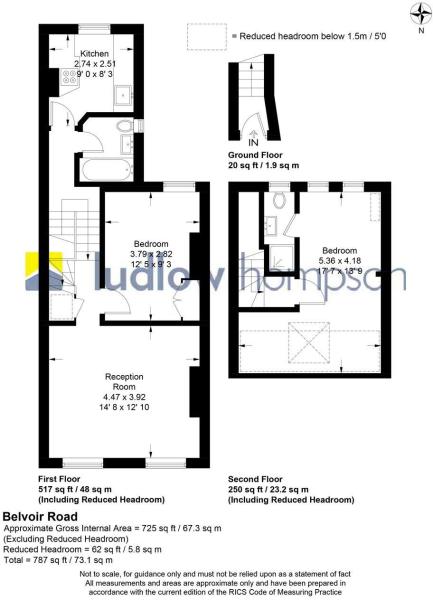 N
= Reduced headroom below 1.5m / 5'0
Kitchen
2.74 x 2.51
9' 0 x 8' 3
IN
Ground Floor
20 sq ft / 1.9 sq m
Bedroom
3.79 x 2.82
12' 5 x 9' 3
Bedroom
5.36 x 4.18
17' 7 x 13' 9
ludlowthompson
Reception
Room
4.47 x 3.92
14' 8 x 12' 10
First Floor
517 sq ft / 48 sq m
(Including Reduced Headroom)
Second Floor
250 sq ft / 23.2 sq m
(Including Reduced Headroom)
Belvoir Road
Approximate Gross Internal Area = 725 sq ft / 67.3 sq m
(Excluding Reduced Headroom)
Reduced Headroom = 62 sq ft / 5.8 sq m
Total = 787 sq ft / 73.1 sq m
Not to scale, for guidance only and must not be relied upon as a statement of fact
All measurements and areas are approximate only and have been prepared in
accordance with the current edition of the RICS Code of Measuring Practice